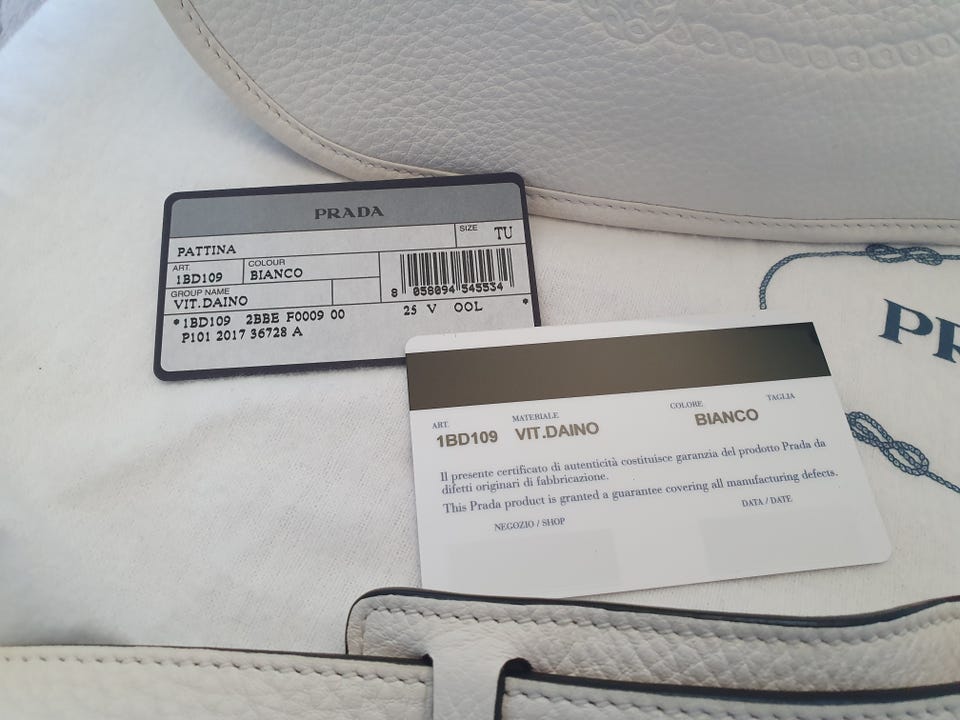 PRADA
PATTINA
SIZE TU
ART. COLOUR
1BD109 BIANCO
GROUP NAME
VIT.DAINO
8 058094 545534
*1BD109 2BBE F0009 00 25 V OOL *
P101 2017 36728 A
ART. MATERIALE COLORE TAGLIA
1BD109 VIT.DAINO BIANCO
Il presente certificato di autenticità costituisce garanzia del prodotto Prada da
difetti originari di fabbricazione.
This Prada product is granted a guarantee covering all manufacturing defects.
NEGOZIO / SHOP DATA / DATE